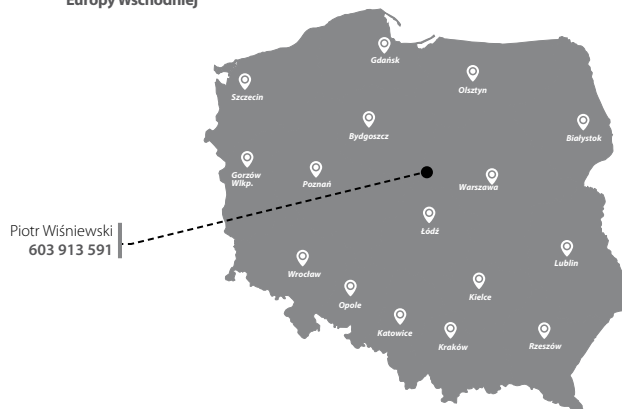 Europy Wschodniej
Gdańsk
Olsztyn
Szczecin
Bydgoszcz
Białystok
Gorzów
Wlkp.
Poznań
Warszawa
Łódź
Piotr Wiśniewski
603 913 591
Lublin
Wrocław
Kielce
Opole
Katowice
Kraków
Rzeszów